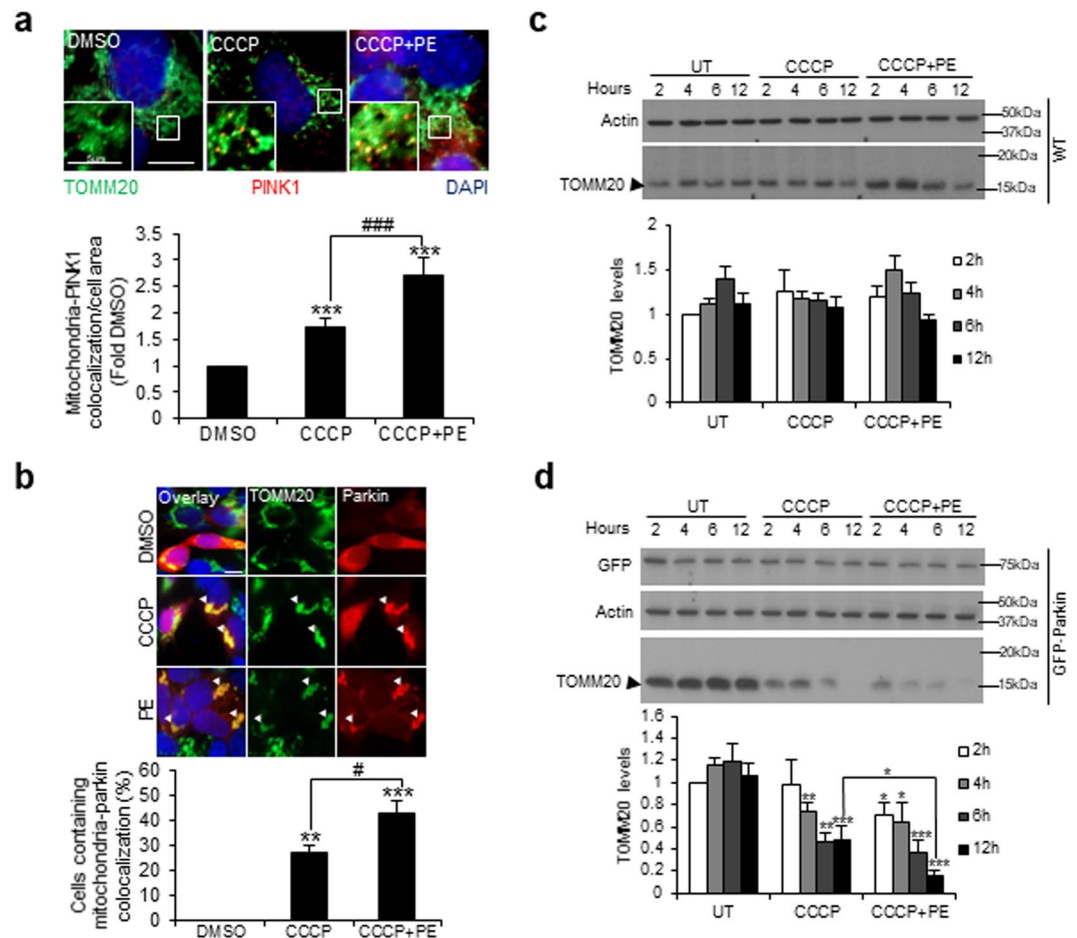 a
DMSO CCCP CCCP+PE
TOMM20 PINK1 DAPI
Mitochondria-PINK1
colocalization/cell area
(Fold DMSO)
3.5
3
2.5
2
1.5
1
0.5
0
###
*** ***
DMSO CCCP CCCP+PE
b
Overlay TOMM20 Parkin
DMSO
CCCP
PE
Cells containing
mitochondria-parkin
colocalization (%)
60
50
40
30
20
10
0
#
** ***
DMSO CCCP CCCP+PE
c
UT CCCP CCCP+PE
Hours 2 4 6 12 2 4 6 12 2 4 6 12
Actin
50kDa
37kDa
20kDa
TOMM20
15kDa
WT
TOMM20 levels
2
1.5
1
0.5
0
2h
4h
6h
12h
UT CCCP CCCP+PE
d
UT CCCP CCCP+PE
Hours 2 4 6 12 2 4 6 12 2 4 6 12
GFP
75kDa
Actin
50kDa
37kDa
20kDa
TOMM20
15kDa
GFP-Parkin
TOMM20 levels
1.6
1.4
1.2
1.0
0.8
0.6
0.4
0.2
0
** ** *** * * *** ***
*
2h
4h
6h
12h
UT CCCP CCCP+PE